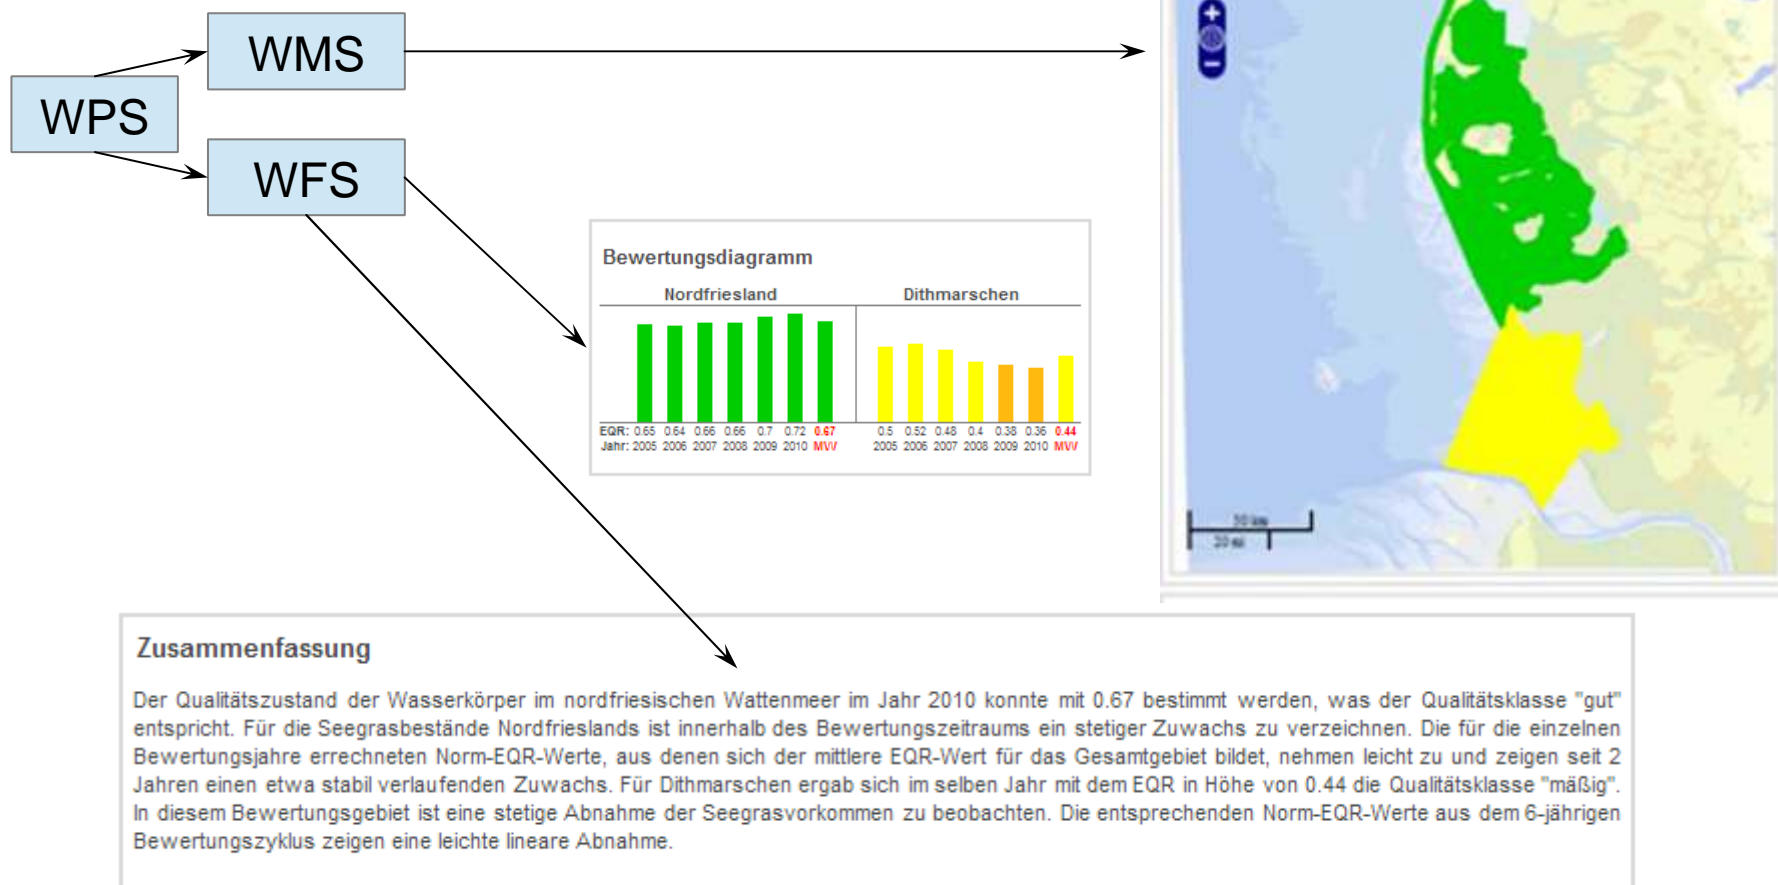 WMS
WPS
WFS
Bewertungsdiagramm
Nordfriesland
Dithmarschen
EQR: 0.65 0.64 0.66 0.66 0.7 0.72 0.67 0.5 0.52 0.48 0.4 0.38 0.36 0.44
Jahr: 2005 2006 2007 2008 2009 2010 MW 2005 2006 2007 2008 2009 2010 MW
20 mi
Zusammenfassung
Der Qualitätszustand der Wasserkörper im nordfriesischen Wattenmeer im Jahr 2010 konnte mit 0.67 bestimmt werden, was der Qualitätsklasse "gut"
entspricht. Für die Seegrasbestände Nordfrieslands ist innerhalb des Bewertungszeitraums ein stetiger Zuwachs zu verzeichnen. Die für die einzelnen
Bewertungsjahre errechneten Norm-EQR-Werte, aus denen sich der mittlere EQR-Wert für das Gesamtgebiet bildet, nehmen leicht zu und zeigen seit 2
Jahren einen etwa stabil verlaufenden Zuwachs. Für Dithmarschen ergab sich im selben Jahr mit dem EQR in Höhe von 0.44 die Qualitätsklasse "mäßig".
In diesem Bewertungsgebiet ist eine stetige Abnahme der Seegrasvorkommen zu beobachten. Die entsprechenden Norm-EQR-Werte aus dem 6-jährigen
Bewertungszyklus zeigen eine leichte lineare Abnahme.